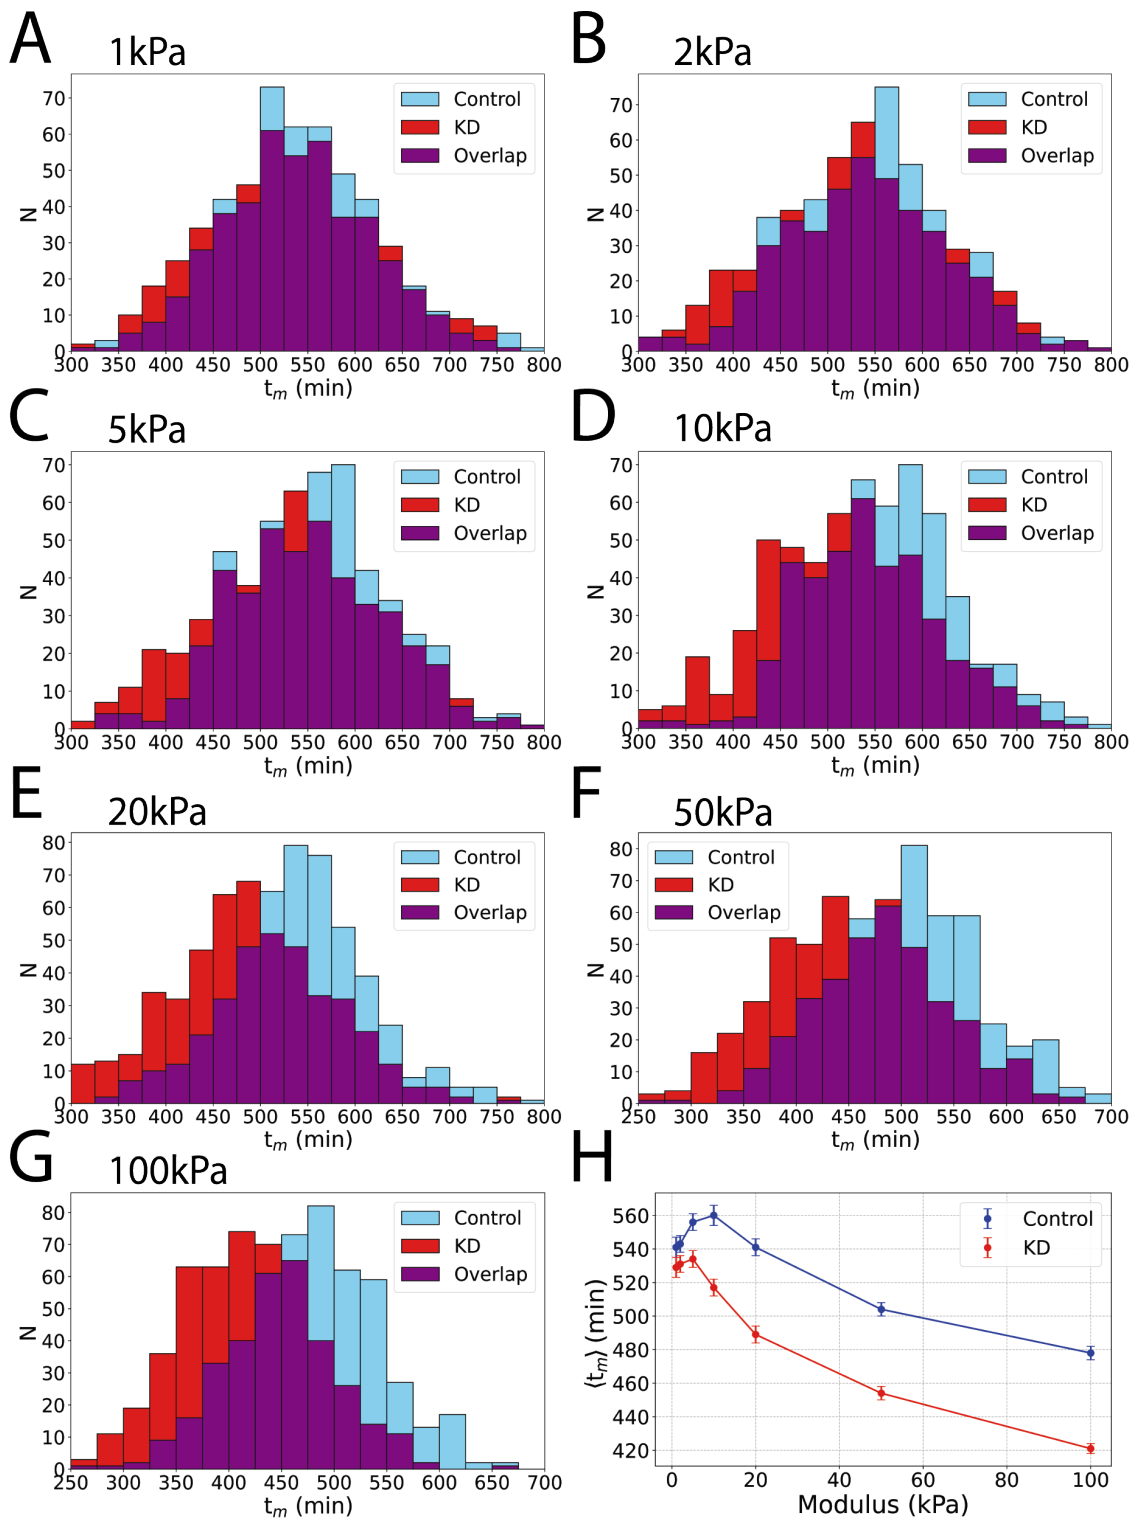 A 1kPa
Control
KD
Overlap
N
0 10 20 30 40 50 60 70
300 350 400 450 500 550 600 650 700 750 800
tm (min)
B 2kPa
Control
KD
Overlap
N
0 10 20 30 40 50 60 70
300 350 400 450 500 550 600 650 700 750 800
tm (min)
C 5kPa
Control
KD
Overlap
N
0 10 20 30 40 50 60 70
300 350 400 450 500 550 600 650 700 750 800
tm (min)
D 10kPa
Control
KD
Overlap
N
0 10 20 30 40 50 60 70
300 350 400 450 500 550 600 650 700 750 800
tm (min)
E 20kPa
Control
KD
Overlap
N
0 10 20 30 40 50 60 70 80
300 350 400 450 500 550 600 650 700 750 800
tm (min)
F 50kPa
Control
KD
Overlap
N
0 10 20 30 40 50 60 70 80
250 300 350 400 450 500 550 600 650 700
tm (min)
G 100kPa
Control
KD
Overlap
N
0 10 20 30 40 50 60 70 80
250 300 350 400 450 500 550 600 650 700
tm (min)
H
Control
KD
⟨tm⟩ (min)
420 440 460 480 500 520 540 560
0 20 40 60 80 100
Modulus (kPa)